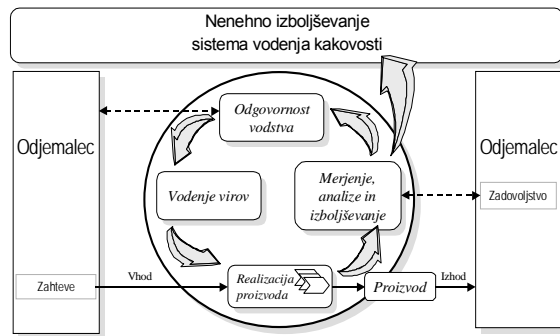 Nenehno izboljševanje
sistema vodenja kakovosti
Odjemalec
Odgovornost
vodstva
Odjemalec
Vodenje virov
Merjenje,
analize in
izboljševanje
Zadovoljstvo
Zahteve
Vhod
Realizacija
proizvoda
Proizvod
Izhod